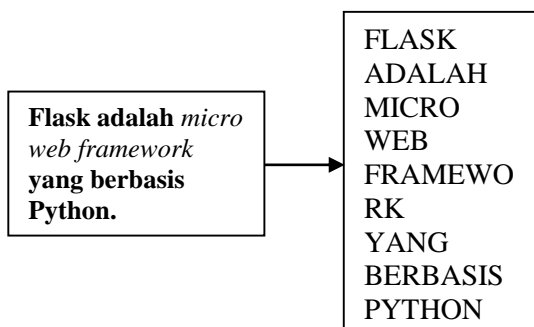 Flask adalah micro
web framework
yang berbasis
Python.
FLASK
ADALAH
MICRO
WEB
FRAMEWO
RK
YANG
BERBASIS
PYTHON